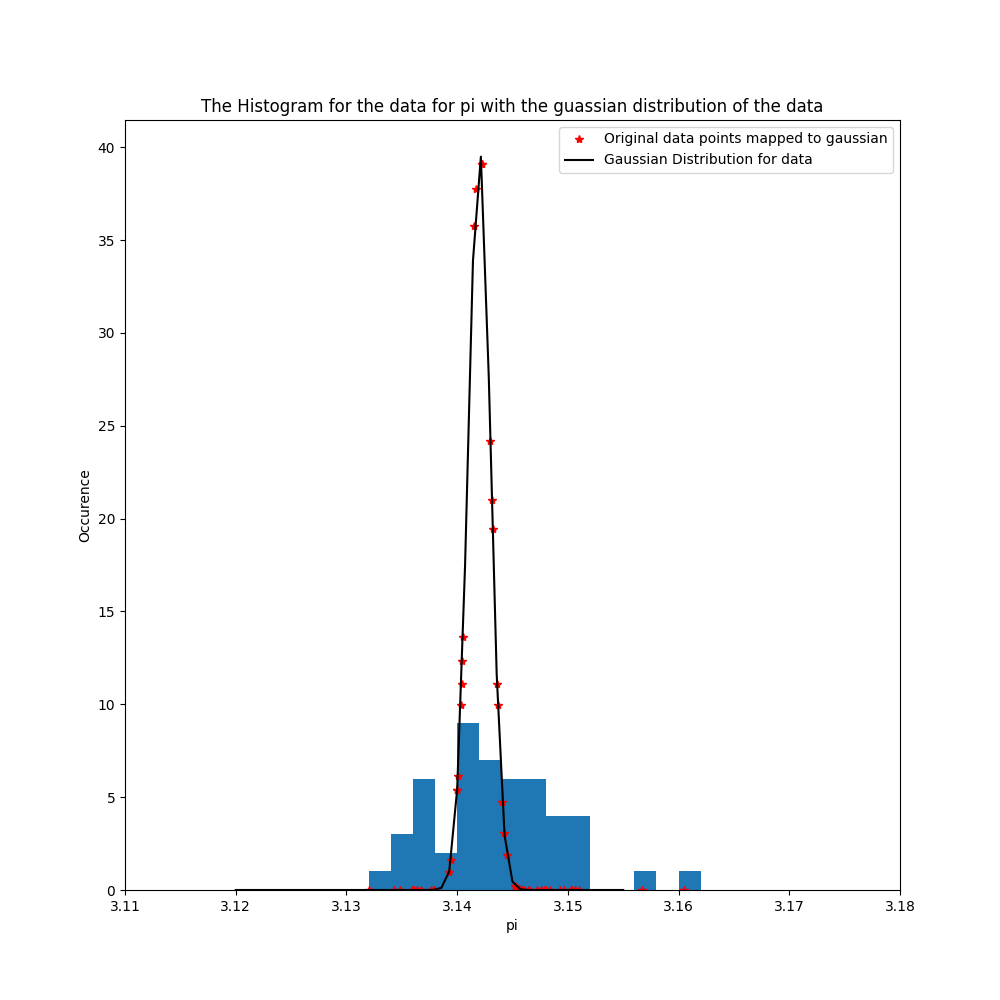 The Histogram for the data for pi with the guassian distribution of the data
Original data points mapped to gaussian
Gaussian Distribution for data
40
35
30
25
20
15
10
5
0
Occurence
3.11 3.12 3.13 3.14 3.15 3.16 3.17 3.18
pi